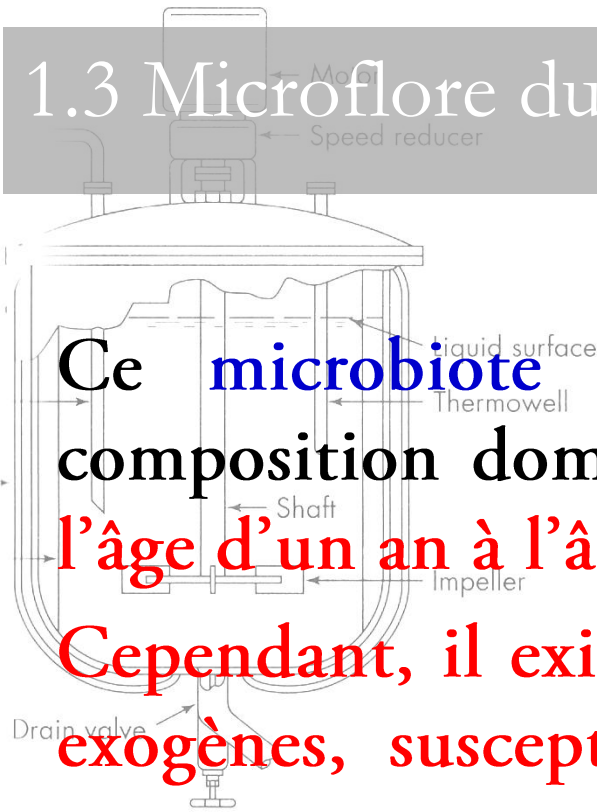 Motor
1.3 Microflore du
Speed reducer
Liquid surface
Ce microbiote
Thermowell
composition dom
Shaft
l’âge d’un an à l’â
Impeller
Cependant, il exi
Drain valve
exogènes, suscept